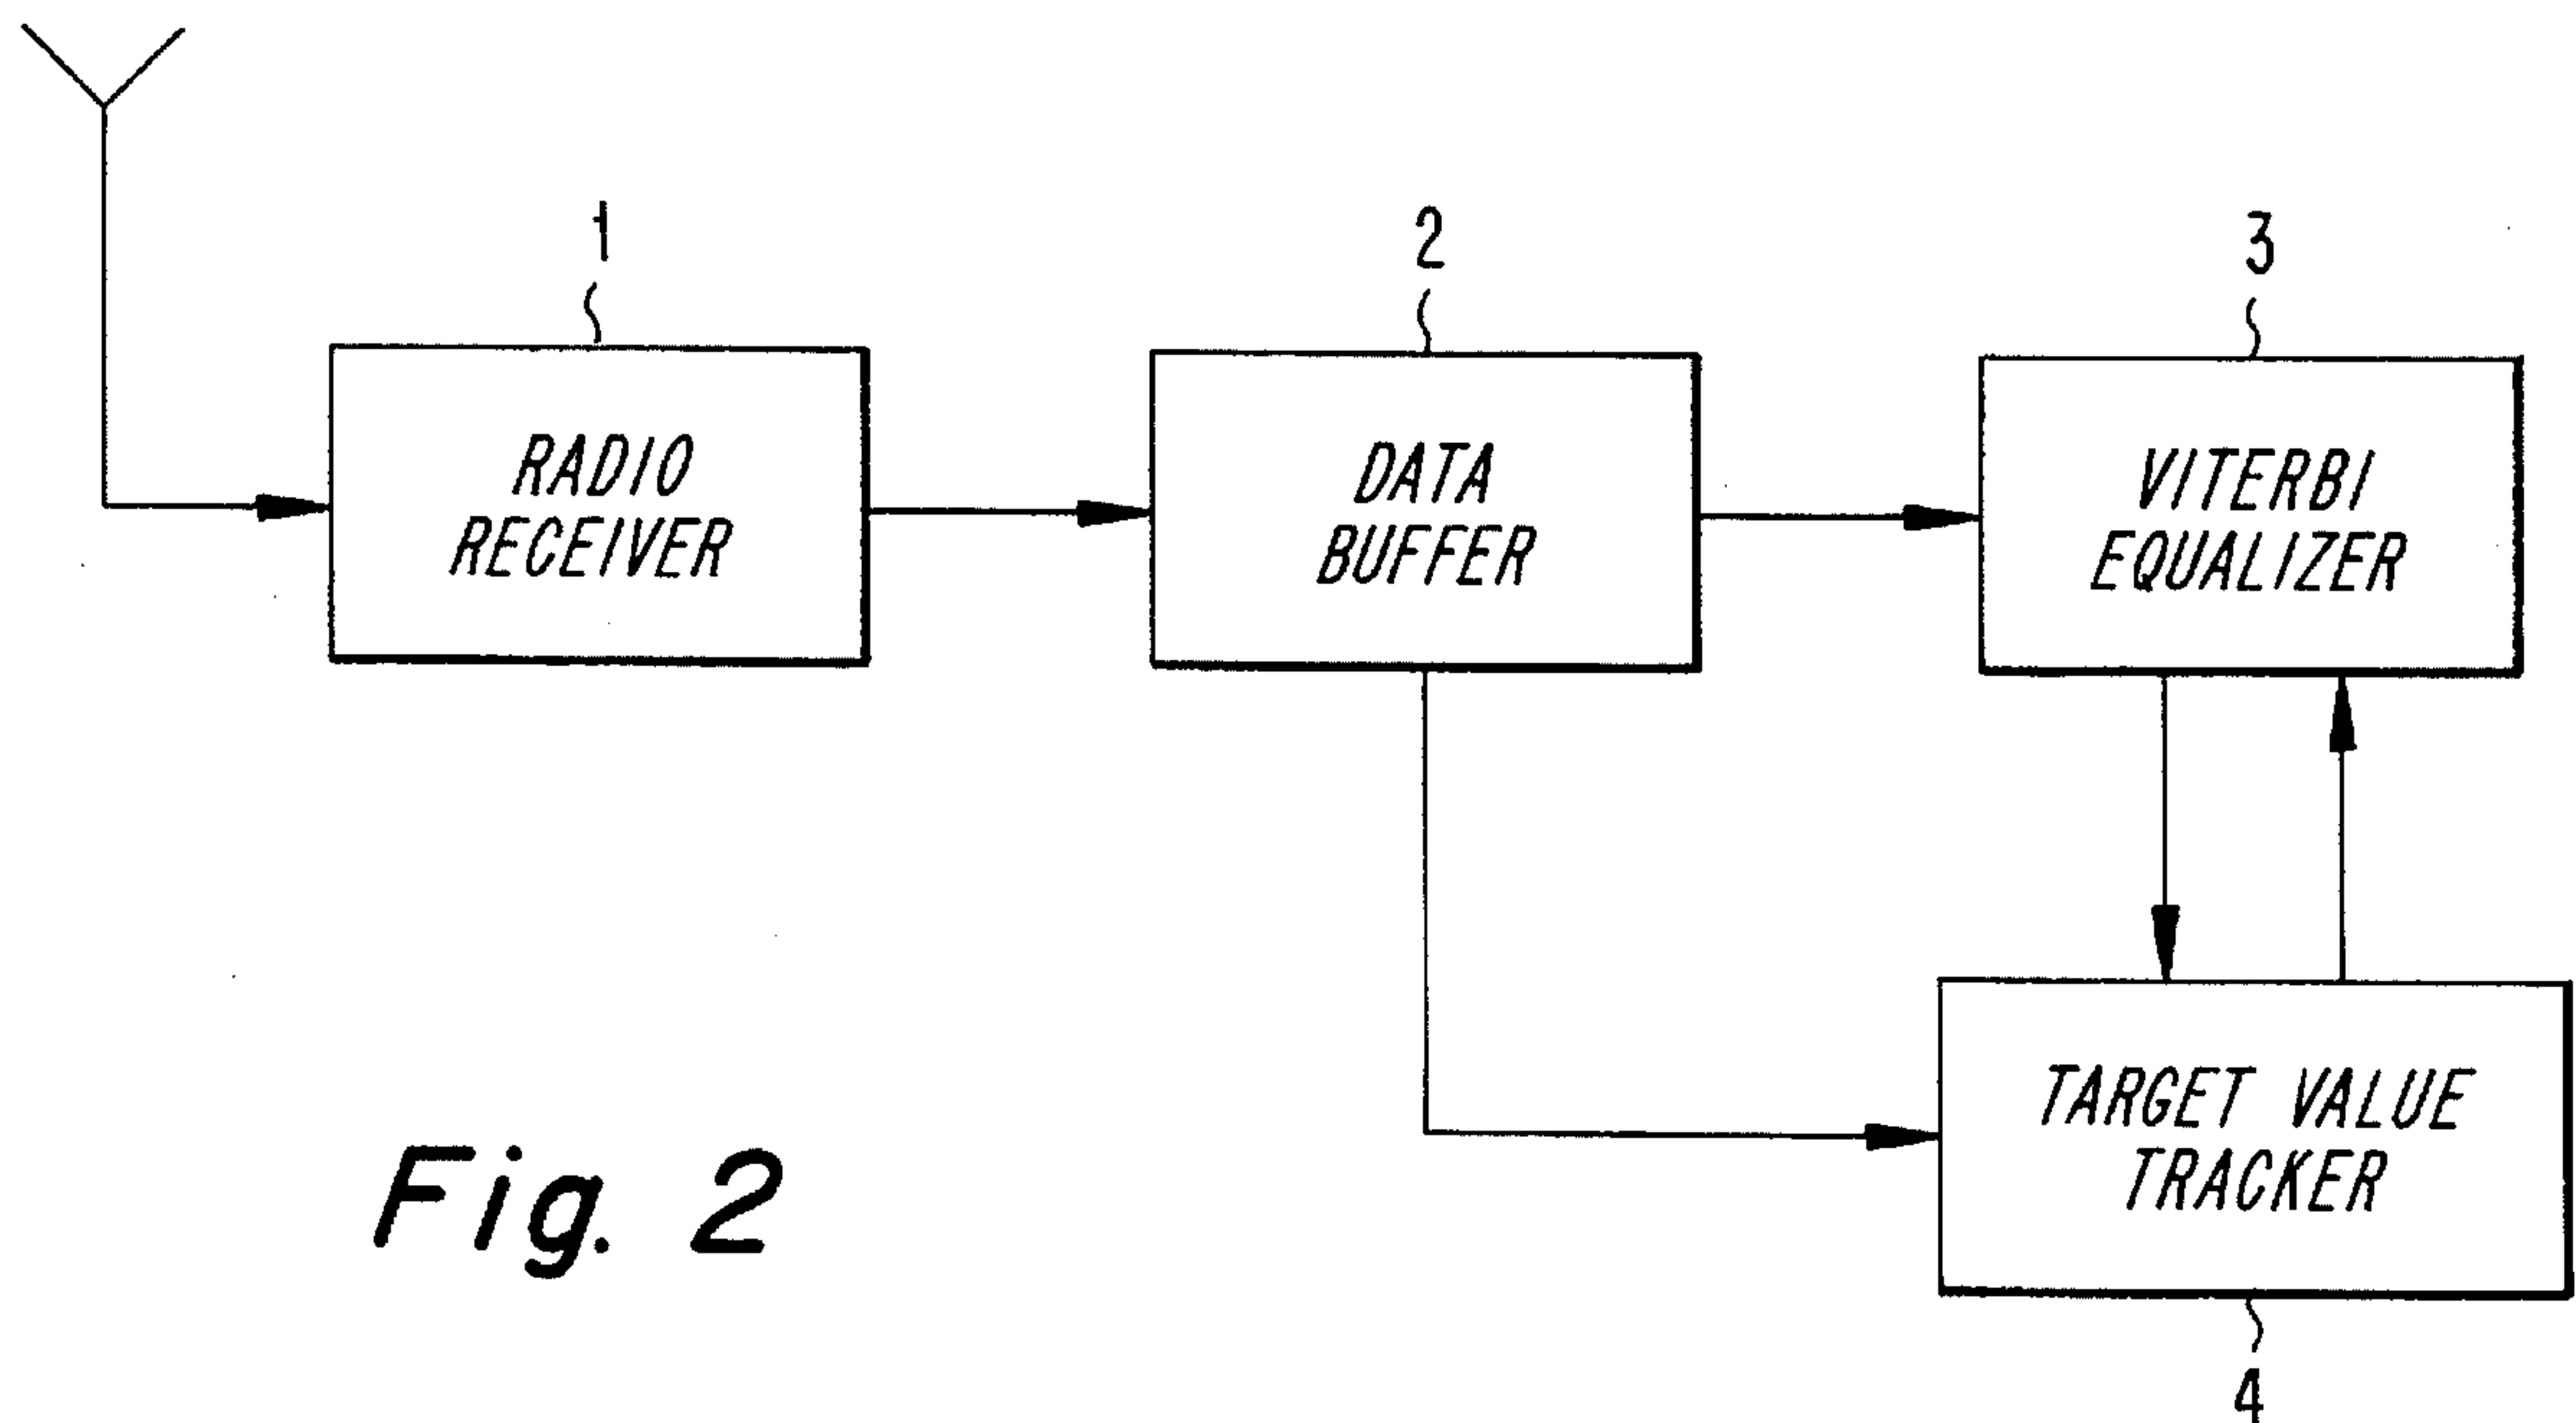 1
2
3
RADIO
RECEIVER
DATA
BUFFER
VITERBI
EQUALIZER
TARGET VALUE
TRACKER
4
Fig. 2